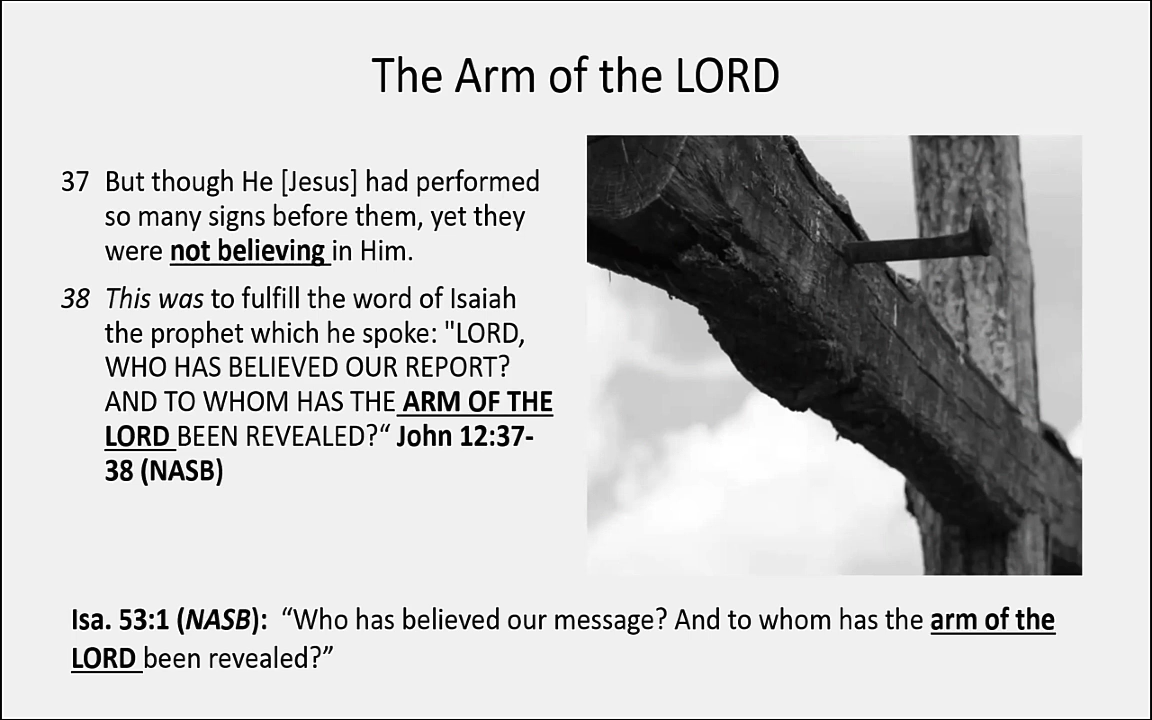 The Arm of the LORD
37 But though He [Jesus] had performed
so many signs before them, yet they
were not believing in Him.
38 This was to fulfill the word of Isaiah
the prophet which he spoke: "LORD,
WHO HAS BELIEVED OUR REPORT?
AND TO WHOM HAS THE ARM OF THE
LORD BEEN REVEALED?“ John 12:37-
38 (NASB)
Isa. 53:1 (NASB): “Who has believed our message? And to whom has the arm of the
LORD been revealed?”